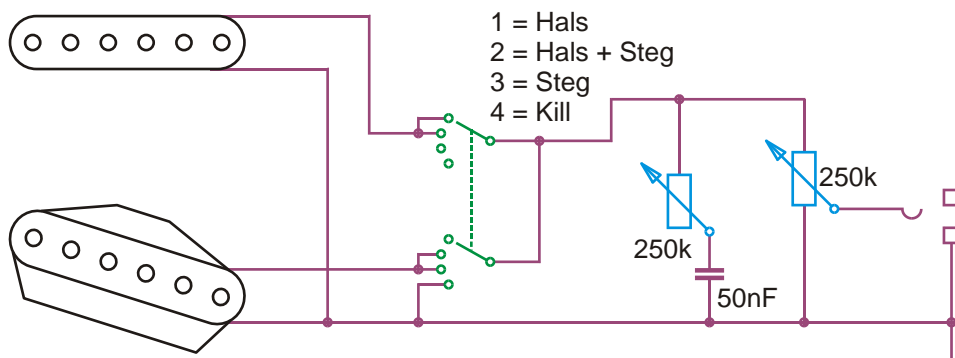 1 = Hals
2 = Hals + Steg
3 = Steg
4 = Kill
250k
250k
50nF